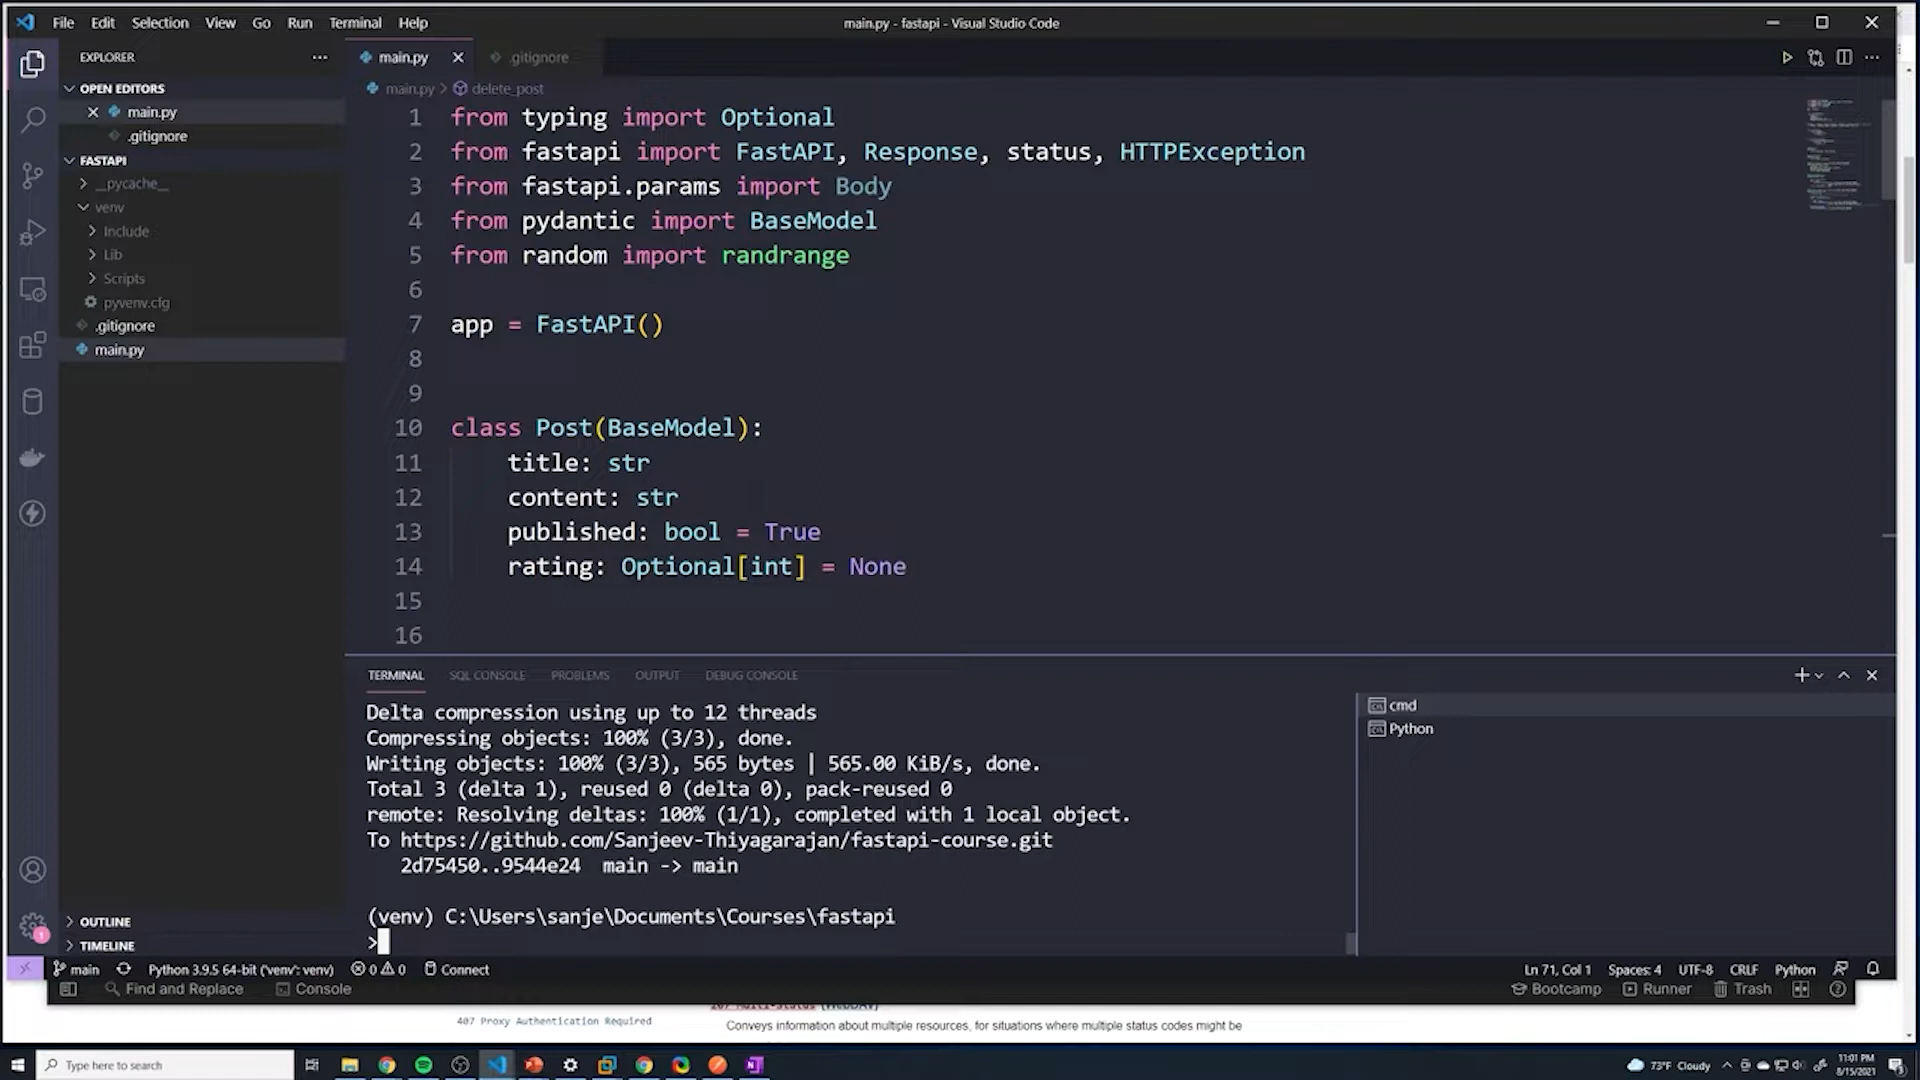 File Edit Selection View Go Run Terminal Help
main.py - fastapi - Visual Studio Code
EXPLORER
main.py
.gitignore
OPEN EDITORS
main.py
.gitignore
FASTAPI
__pycache__
venv
Include
Lib
Scripts
pyvenv.cfg
.gitignore
main.py
OUTLINE
TIMELINE
main.py > delete_post
1 from typing import Optional
2 from fastapi import FastAPI, Response, status, HTTPException
3 from fastapi.params import Body
4 from pydantic import BaseModel
5 from random import randrange
6
7 app = FastAPI()
8
9
10 class Post(BaseModel):
11 title: str
12 content: str
13 published: bool = True
14 rating: Optional[int] = None
15
16
TERMINAL SQL CONSOLE PROBLEMS OUTPUT DEBUG CONSOLE
Delta compression using up to 12 threads
Compressing objects: 100% (3/3), done.
Writing objects: 100% (3/3), 565 bytes | 565.00 KiB/s, done.
Total 3 (delta 1), reused 0 (delta 0), pack-reused 0
remote: Resolving deltas: 100% (1/1), completed with 1 local object.
To https://github.com/Sanjeev-Thiyagarajan/fastapi-course.git
2d75450..9544e24 main -> main
(venv) C:\Users\sanje\Documents\Courses\fastapi
>
cmd
Python
1
main Python 3.9.5 64-bit ('venv': venv) 0 0 Connect
Ln 71, Col 1 Spaces: 4 UTF-8 CRLF Python
Find and Replace Console
Bootcamp Runner Trash
407 Proxy Authentication Required
Conveys information about multiple resources, for situations where multiple status codes might be
Type here to search
73°F Cloudy
11:01 PM
8/15/2021